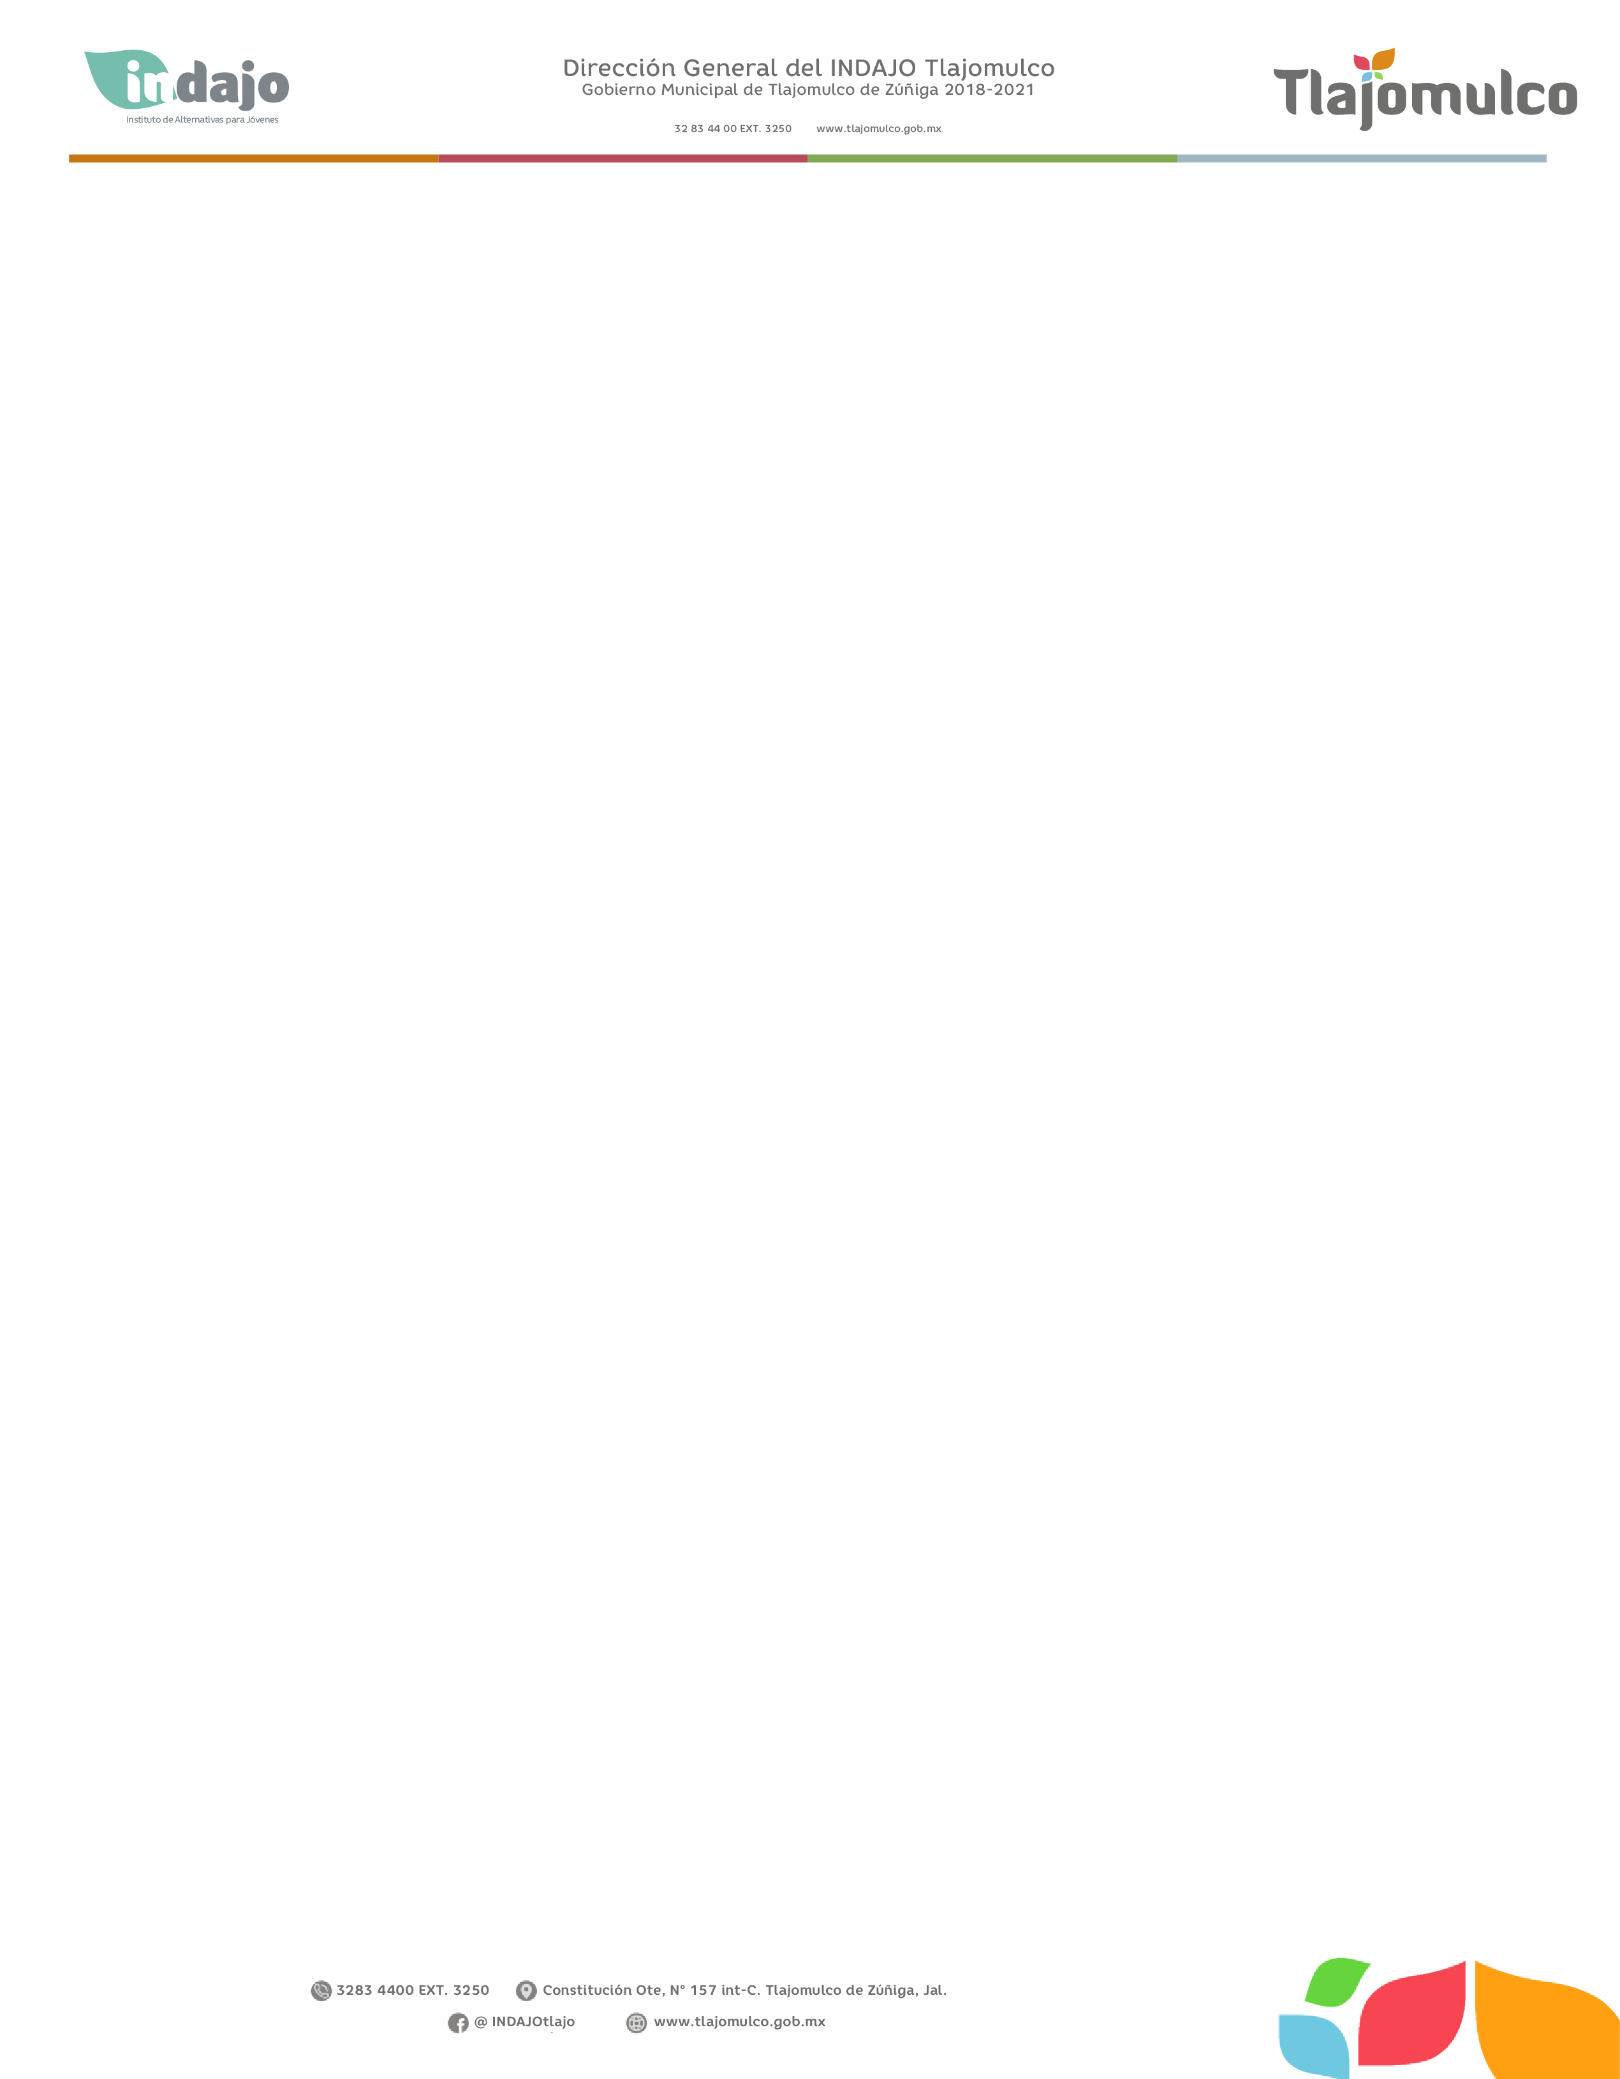 indajo
Instituto de Alternativas para Jóvenes
Dirección General del INDAJO Tlajomulco
Gobierno Municipal de Tlajomulco de Zúñiga 2018-2021
32 83 44 00 EXT. 3250 www.tlajomulco.gob.mx
Tlajomulco
3283 4400 EXT. 3250 Constitución Ote, N° 157 int-C. Tlajomulco de Zúñiga, Jal.
@ INDAJOtlajo www.tlajomulco.gob.mx